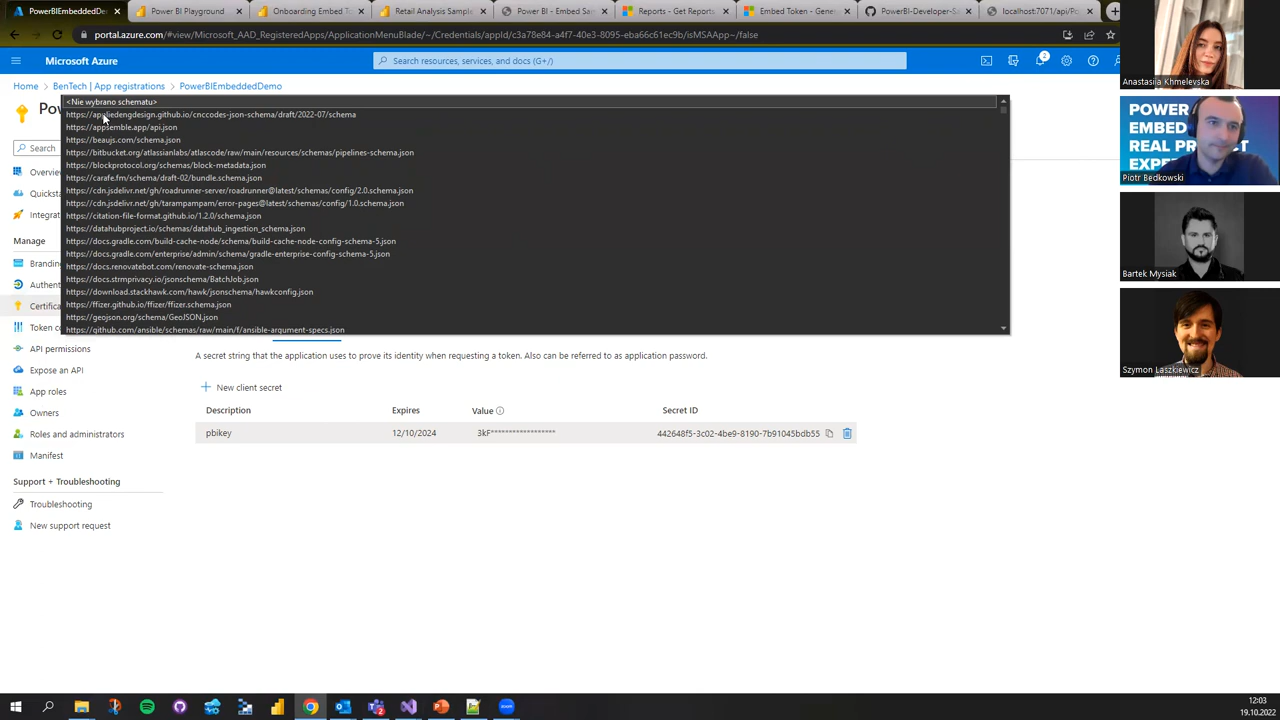 PowerBIEmbeddedDemo
Power BI Playground
Onboarding Embed To
Retail Analysis Sample
Power BI - Embed Sam
Reports - Get Reports
Embed Token - Gener
PowerBI-Developer-Sa
localhost:7071/api/Po
portal.azure.com/#view/Microsoft_AAD_RegisteredApps/ApplicationMenuBlade/~/Credentials/appId/c3a78e84-a4f7-40e3-8095-eba66c61ec9b/isMSAApp~/false
Microsoft Azure
Search resources, services, and docs (G+/)
2
Home > BenTech | App registrations > PowerBIEmbeddedDemo
Pow
<Nie wybrano schematu>
https://appliedengdesign.github.io/cnccodes-json-schema/draft/2022-07/schema
https://appsemble.app/api.json
https://beaujs.com/schema.json
https://bitbucket.org/atlassianlabs/atlascode/raw/main/resources/schemas/pipelines-schema.json
https://blockprotocol.org/schemas/block-metadata.json
https://carafe.fm/schema/draft-02/bundle.schema.json
https://cdn.jsdelivr.net/gh/roadrunner-server/roadrunner@latest/schemas/config/2.0.schema.json
https://cdn.jsdelivr.net/gh/tarampampam/error-pages@latest/schemas/config/1.0.schema.json
https://citation-file-format.github.io/1.2.0/schema.json
https://datahubproject.io/schemas/datahub_ingestion_schema.json
https://docs.gradle.com/build-cache-node/schema/build-cache-node-config-schema-5.json
https://docs.gradle.com/enterprise/admin/schema/gradle-enterprise-config-schema-5.json
https://docs.renovatebot.com/renovate-schema.json
https://docs.strmprivacy.io/jsonschema/BatchJob.json
https://download.stackhawk.com/hawk/jsonschema/hawkconfig.json
https://ffizer.github.io/ffizer/ffizer.schema.json
https://geojson.org/schema/GeoJSON.json
https://github.com/ansible/schemas/raw/main/f/ansible-argument-specs.json
Search
Overvie
Quicksta
Integrat
Manage
Brandin
Authent
Certifica
Token co
API permissions
Expose an API
App roles
Owners
Roles and administrators
Manifest
Support + Troubleshooting
Troubleshooting
New support request
A secret string that the application uses to prove its identity when requesting a token. Also can be referred to as application password.
New client secret
Description Expires Value Secret ID
pbikey 12/10/2024 3kF****************** 442648f5-3c02-4be9-8190-7b91045bdb55
Anastasiia Khmelevska
POWER
EMBED
REAL PR CT
EXPE
Piotr Bedkowski
Bartek Mysiak
Szymon Laszkiewicz
12:03
19.10.2022